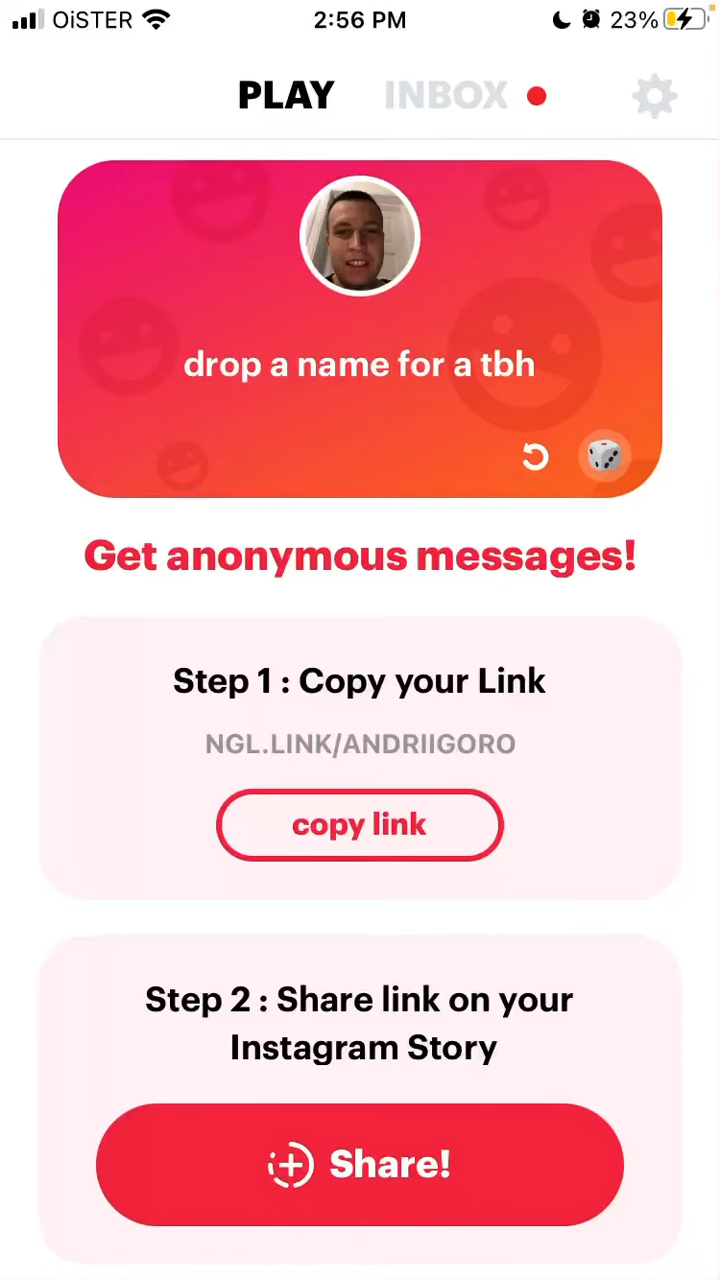 OiSTER 2:56 PM 23%
PLAY INBOX
drop a name for a tbh
Get anonymous messages!
Step 1 : Copy your Link
NGL.LINK/ANDRIIGORO
copy link
Step 2 : Share link on your
Instagram Story
Share!